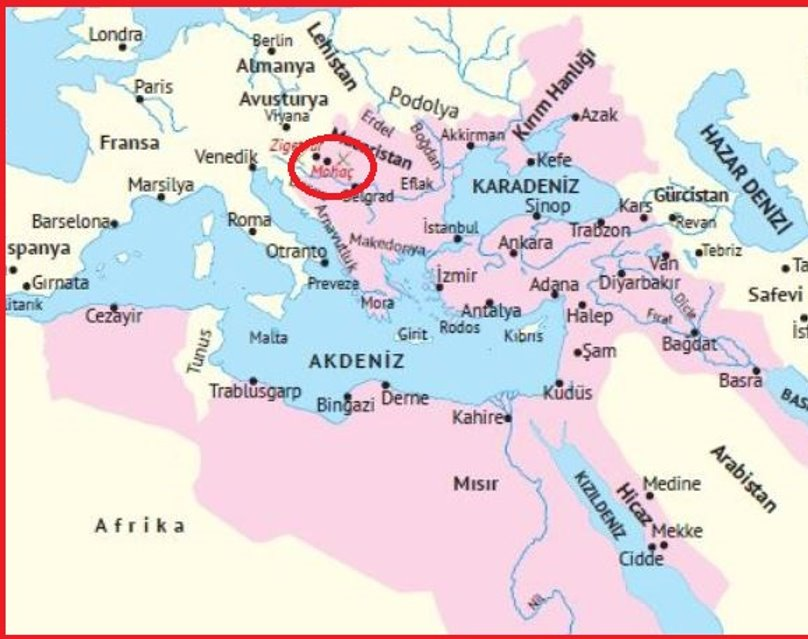 Londra
Berlin
Almanya
Lehistan
Paris
Avusturya
Viyana
Podolya
Kırım Hanlığı
Azak
Fransa
Erdel
Boğdan
Akkirman
Venedik
Mohaç
Kefe
HAZAR DENİZİ
Marsilya
Belgrad
Eflak
KARADENİZ
Gürcistan
Barselona
Roma
Arnavutluk
Makedonya
İstanbul
Sinop
Trabzon
Kars
Revan
spanya
Otranto
Ankara
Van
Tebriz
Ta
Gırnata
Preveze
İzmir
Adana
Diyarbakır
Safevi
Cezayir
Mora
Antalya
Halep
Fırat
Dicle
İsf
Tunus
Malta
Girit
Rodos
Kıbrıs
Bağdat
AKDENİZ
Şam
Trablusgarp
Bingazi
Derne
Kudüs
Basra
BAS
Kahire
Mısır
Arabistan
KIZILDENİZ
Hicaz
Medine
Afrika
Mekke
Cidde
Nil